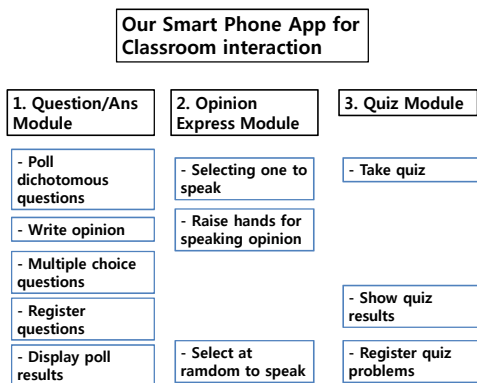 Our Smart Phone App for
Classroom interaction
1. Question/Ans
Module
- Poll
dichotomous
questions
- Write opinion
- Multiple choice
questions
- Register
questions
- Display poll
results
2. Opinion
Express Module
- Selecting one to
speak
- Raise hands for
speaking opinion
- Select at
ramdom to speak
3. Quiz Module
- Take quiz
- Show quiz
results
- Register quiz
problems